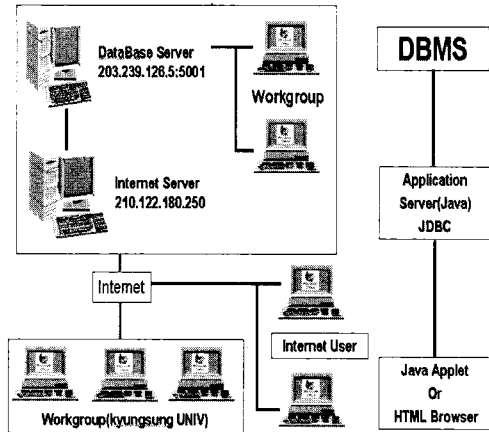 DataBase Server
203.239.126.5:5001
Workgroup
DBMS
Internet Server
210.122.180.250
Application
Server(Java)
JDBC
Internet
Internet User
Workgroup(kyungsung UNIV)
Java Applet
Or
HTML Browser